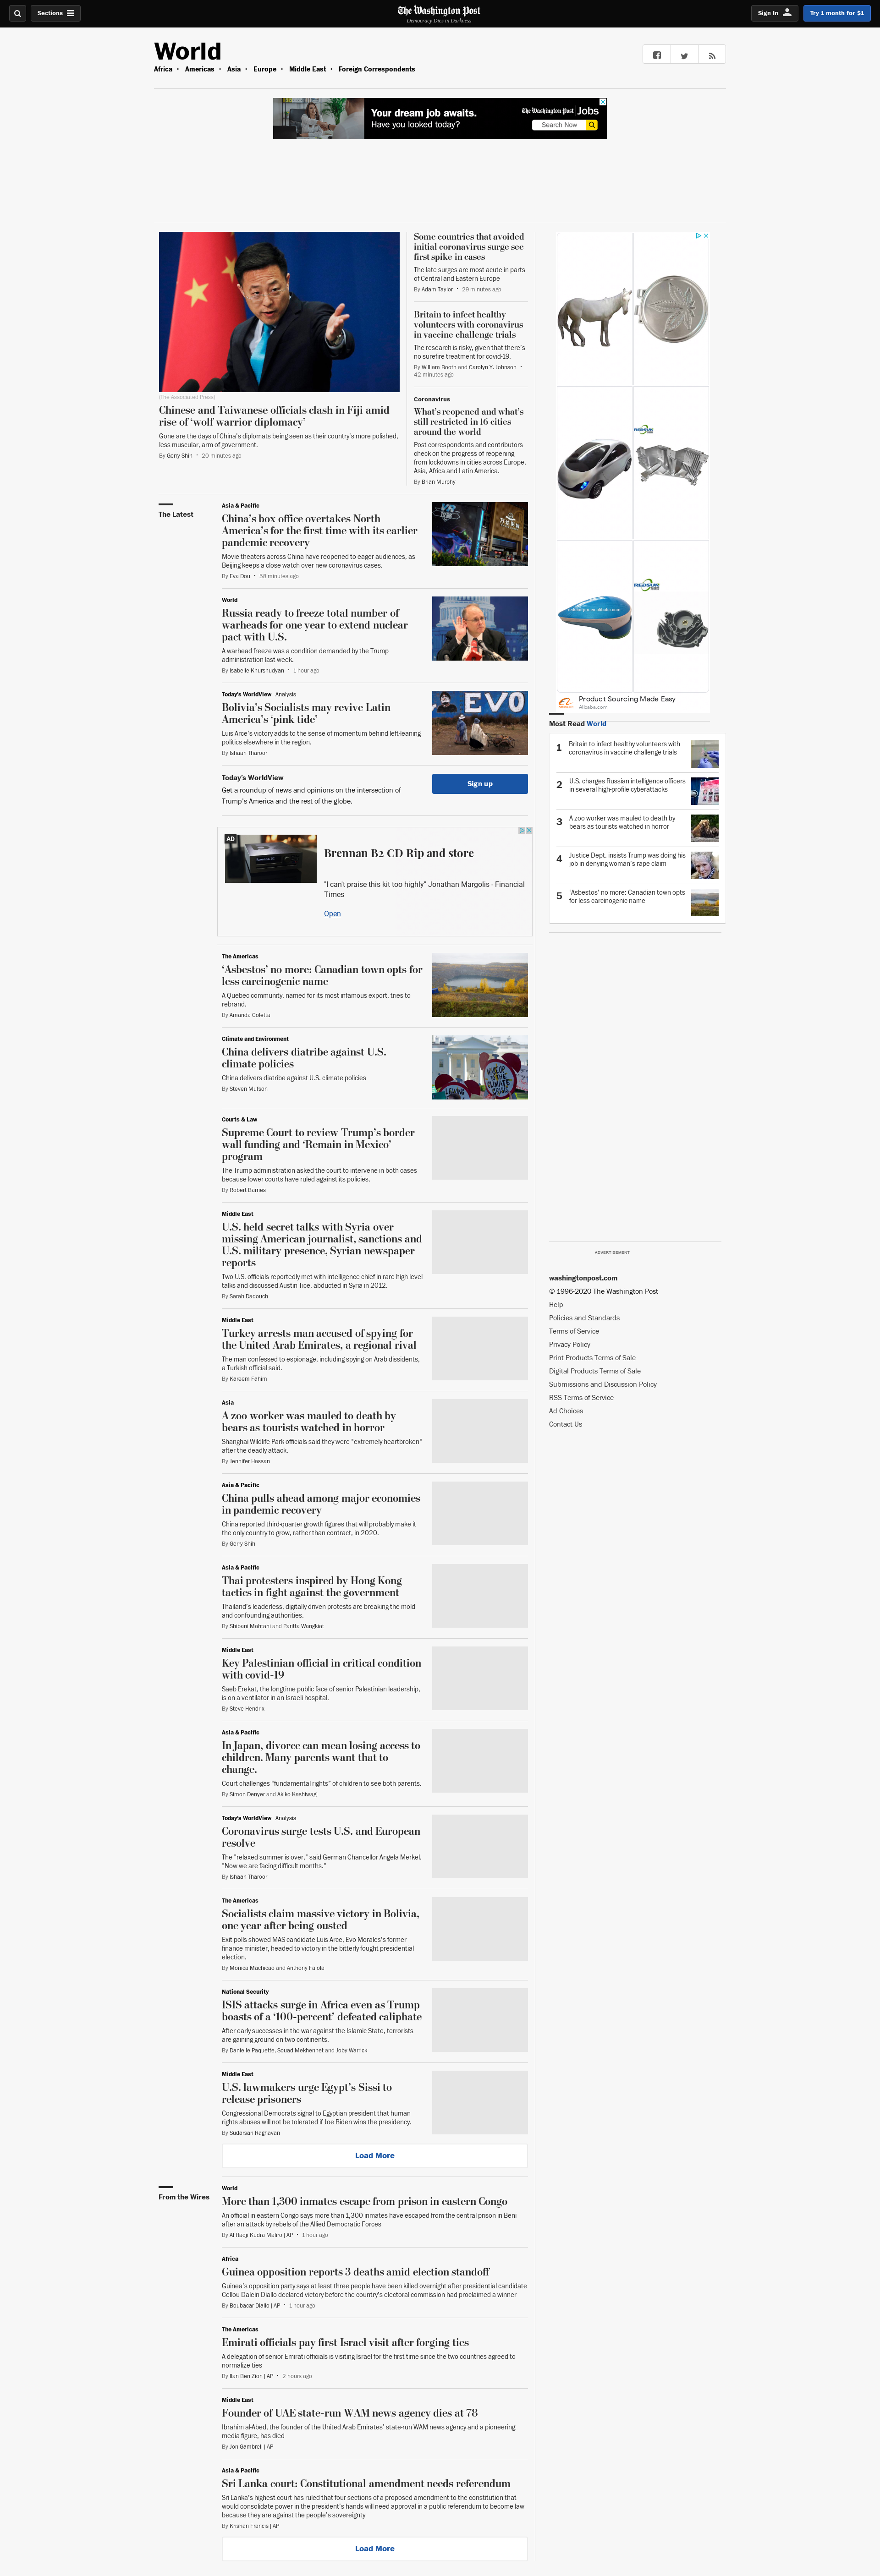 Sections
The Washington Post
Democracy Dies in Darkness
Sign In
Try 1 month for $1
World
Africa • Americas • Asia • Europe • Middle East • Foreign Correspondents
Your dream job awaits.
Have you looked today?
The Washington Post Jobs
Search Now
(The Associated Press)
Chinese and Taiwanese officials clash in Fiji amid
rise of ‘wolf warrior diplomacy’
Gone are the days of China's diplomats being seen as their country's more polished,
less muscular, arm of government.
By Gerry Shih • 20 minutes ago
Some countries that avoided
initial coronavirus surge see
first spike in cases
The late surges are most acute in parts
of Central and Eastern Europe
By Adam Taylor • 29 minutes ago
Britain to infect healthy
volunteers with coronavirus
in vaccine challenge trials
The research is risky, given that there's
no surefire treatment for covid-19.
By William Booth and Carolyn Y. Johnson •
42 minutes ago
Coronavirus
What’s reopened and what’s
still restricted in 16 cities
around the world
Post correspondents and contributors
check on the progress of reopening
from lockdowns in cities across Europe,
Asia, Africa and Latin America.
By Brian Murphy
The Latest
Asia & Pacific
China’s box office overtakes North
America’s for the first time with its earlier
pandemic recovery
Movie theaters across China have reopened to eager audiences, as
Beijing keeps a close watch over new coronavirus cases.
By Eva Dou • 58 minutes ago
World
Russia ready to freeze total number of
warheads for one year to extend nuclear
pact with U.S.
A warhead freeze was a condition demanded by the Trump
administration last week.
By Isabelle Khurshudyan • 1 hour ago
Today's WorldView Analysis
Bolivia’s Socialists may revive Latin
America’s ‘pink tide’
Luis Arce's victory adds to the sense of momentum behind left-leaning
politics elsewhere in the region.
By Ishaan Tharoor
EVO
Today's WorldView
Get a roundup of news and opinions on the intersection of
Trump's America and the rest of the globe.
Sign up
AD
Brennan B2 CD Rip and store
"I can't praise this kit too highly" Jonathan Margolis - Financial
Times
Open
The Americas
‘Asbestos’ no more: Canadian town opts for
less carcinogenic name
A Quebec community, named for its most infamous export, tries to
rebrand.
By Amanda Coletta
Climate and Environment
China delivers diatribe against U.S.
climate policies
China delivers diatribe against U.S. climate policies
By Steven Mufson
Courts & Law
Supreme Court to review Trump’s border
wall funding and ‘Remain in Mexico’
program
The Trump administration asked the court to intervene in both cases
because lower courts have ruled against its policies.
By Robert Barnes
Middle East
U.S. held secret talks with Syria over
missing American journalist, sanctions and
U.S. military presence, Syrian newspaper
reports
Two U.S. officials reportedly met with intelligence chief in rare high-level
talks and discussed Austin Tice, abducted in Syria in 2012.
By Sarah Dadouch
Middle East
Turkey arrests man accused of spying for
the United Arab Emirates, a regional rival
The man confessed to espionage, including spying on Arab dissidents,
a Turkish official said.
By Kareem Fahim
Asia
A zoo worker was mauled to death by
bears as tourists watched in horror
Shanghai Wildlife Park officials said they were "extremely heartbroken"
after the deadly attack.
By Jennifer Hassan
Asia & Pacific
China pulls ahead among major economies
in pandemic recovery
China reported third-quarter growth figures that will probably make it
the only country to grow, rather than contract, in 2020.
By Gerry Shih
Asia & Pacific
Thai protesters inspired by Hong Kong
tactics in fight against the government
Thailand's leaderless, digitally driven protests are breaking the mold
and confounding authorities.
By Shibani Mahtani and Paritta Wangkiat
Middle East
Key Palestinian official in critical condition
with covid-19
Saeb Erekat, the longtime public face of senior Palestinian leadership,
is on a ventilator in an Israeli hospital.
By Steve Hendrix
Asia & Pacific
In Japan, divorce can mean losing access to
children. Many parents want that to
change.
Court challenges “fundamental rights” of children to see both parents.
By Simon Denyer and Akiko Kashiwagi
Today's WorldView Analysis
Coronavirus surge tests U.S. and European
resolve
The "relaxed summer is over," said German Chancellor Angela Merkel.
"Now we are facing difficult months."
By Ishaan Tharoor
The Americas
Socialists claim massive victory in Bolivia,
one year after being ousted
Exit polls showed MAS candidate Luis Arce, Evo Morales's former
finance minister, headed to victory in the bitterly fought presidential
election.
By Monica Machicao and Anthony Faiola
National Security
ISIS attacks surge in Africa even as Trump
boasts of a ‘100-percent’ defeated caliphate
After early successes in the war against the Islamic State, terrorists
are gaining ground on two continents.
By Danielle Paquette, Souad Mekhennet and Joby Warrick
Middle East
U.S. lawmakers urge Egypt’s Sissi to
release prisoners
Congressional Democrats signal to Egyptian president that human
rights abuses will not be tolerated if Joe Biden wins the presidency.
By Sudarsan Raghavan
Load More
From the Wires
World
More than 1,300 inmates escape from prison in eastern Congo
An official in eastern Congo says more than 1,300 inmates have escaped from the central prison in Beni
after an attack by rebels of the Allied Democratic Forces
By Al-Hadji Kudra Maliro | AP • 1 hour ago
Africa
Guinea opposition reports 3 deaths amid election standoff
Guinea's opposition party says at least three people have been killed overnight after presidential candidate
Cellou Dalein Diallo declared victory before the country's electoral commission had proclaimed a winner
By Boubacar Diallo | AP • 1 hour ago
The Americas
Emirati officials pay first Israel visit after forging ties
A delegation of senior Emirati officials is visiting Israel for the first time since the two countries agreed to
normalize ties
By Ilan Ben Zion | AP • 2 hours ago
Middle East
Founder of UAE state-run WAM news agency dies at 78
Ibrahim al-Abed, the founder of the United Arab Emirates' state-run WAM news agency and a pioneering
media figure, has died
By Jon Gambrell | AP
Asia & Pacific
Sri Lanka court: Constitutional amendment needs referendum
Sri Lanka's highest court has ruled that four sections of a proposed amendment to the constitution that
would consolidate power in the president's hands will need approval in a public referendum to become law
because they are against the people's sovereignty
By Krishan Francis | AP
Load More
Product Sourcing Made Easy
Alibaba.com
Most Read World
1 Britain to infect healthy volunteers with
coronavirus in vaccine challenge trials
2 U.S. charges Russian intelligence officers
in several high-profile cyberattacks
3 A zoo worker was mauled to death by
bears as tourists watched in horror
4 Justice Dept. insists Trump was doing his
job in denying woman's rape claim
5 'Asbestos' no more: Canadian town opts
for less carcinogenic name
ADVERTISEMENT
washingtonpost.com
© 1996-2020 The Washington Post
Help
Policies and Standards
Terms of Service
Privacy Policy
Print Products Terms of Sale
Digital Products Terms of Sale
Submissions and Discussion Policy
RSS Terms of Service
Ad Choices
Contact Us